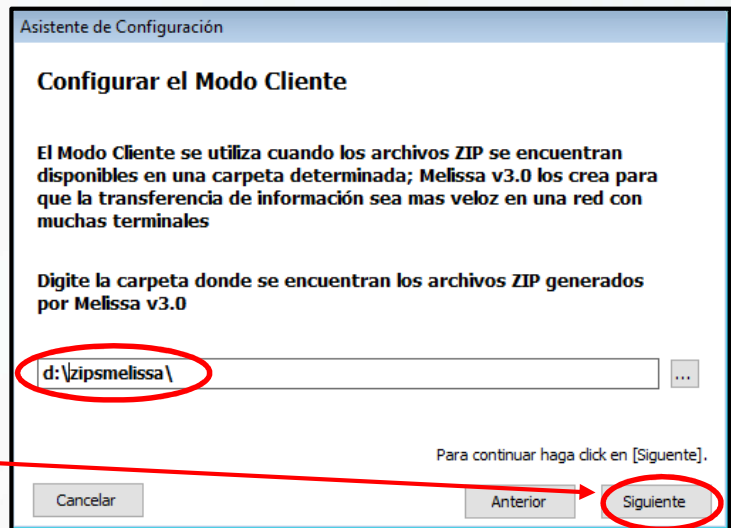 Asistente de Configuración
Configurar el Modo Cliente
El Modo Cliente se utiliza cuando los archivos ZIP se encuentran
disponibles en una carpeta determinada; Melissa v3.0 los crea para
que la transferencia de información sea mas veloz en una red con
muchas terminales
Digite la carpeta donde se encuentran los archivos ZIP generados
por Melissa v3.0
d:\zipsmelissa\
...
Para continuar haga click en [Siguente].
Cancelar
Anterior
Siguiente